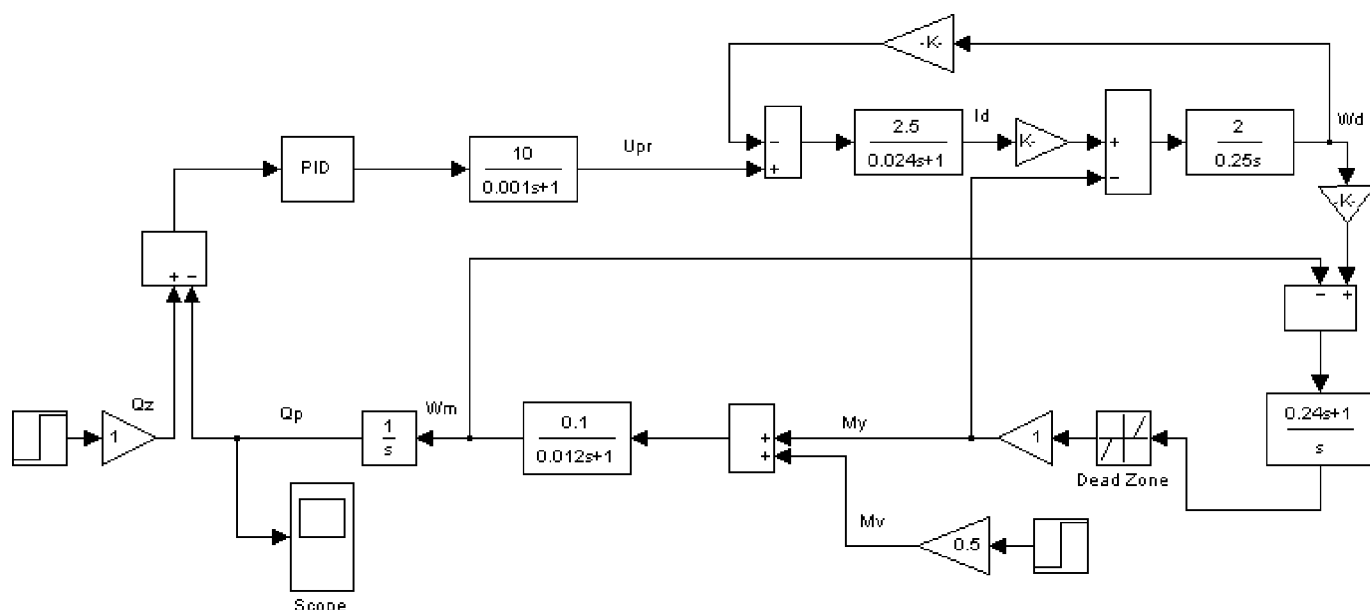 -K-
PID
10
0.001s+1
Upr
-
+
2.5
0.024s+1
Id
K-
+
-
2
0.25s
Wd
-K-
+ -
- +
Qz
1
Qp
1
s
Wm
0.1
0.012s+1
+
+
My
1
Dead Zone
0.24s+1
s
Mv
0.5
Scope